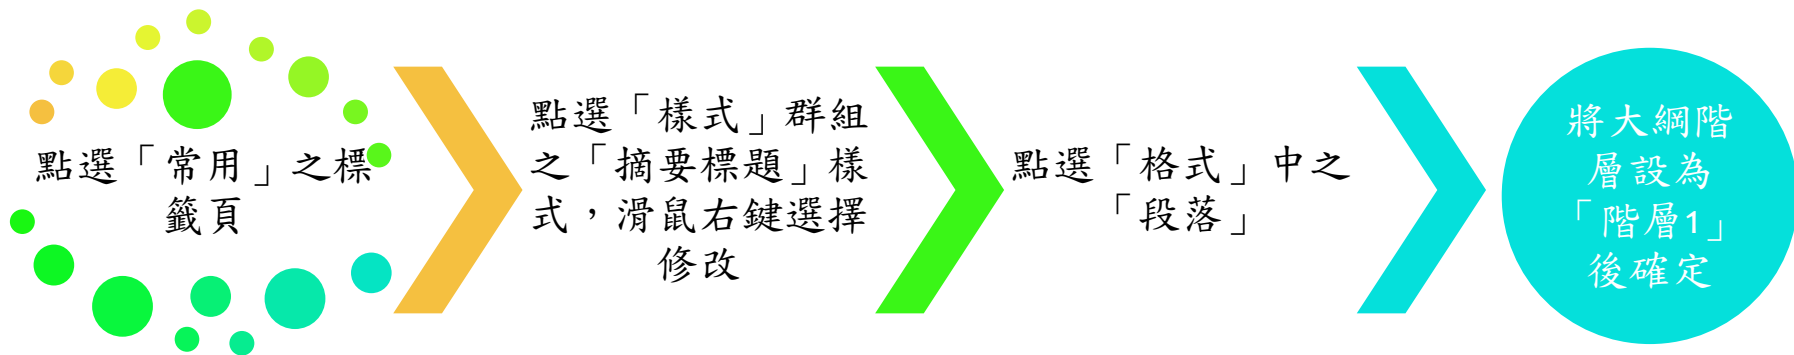 點選「常用」之標
籤頁
點選「樣式」群組
之「摘要標題」樣
式，滑鼠右鍵選擇
修改
點選「格式」中之
「段落」
將大綱階
層設為
「階層1」
後確定